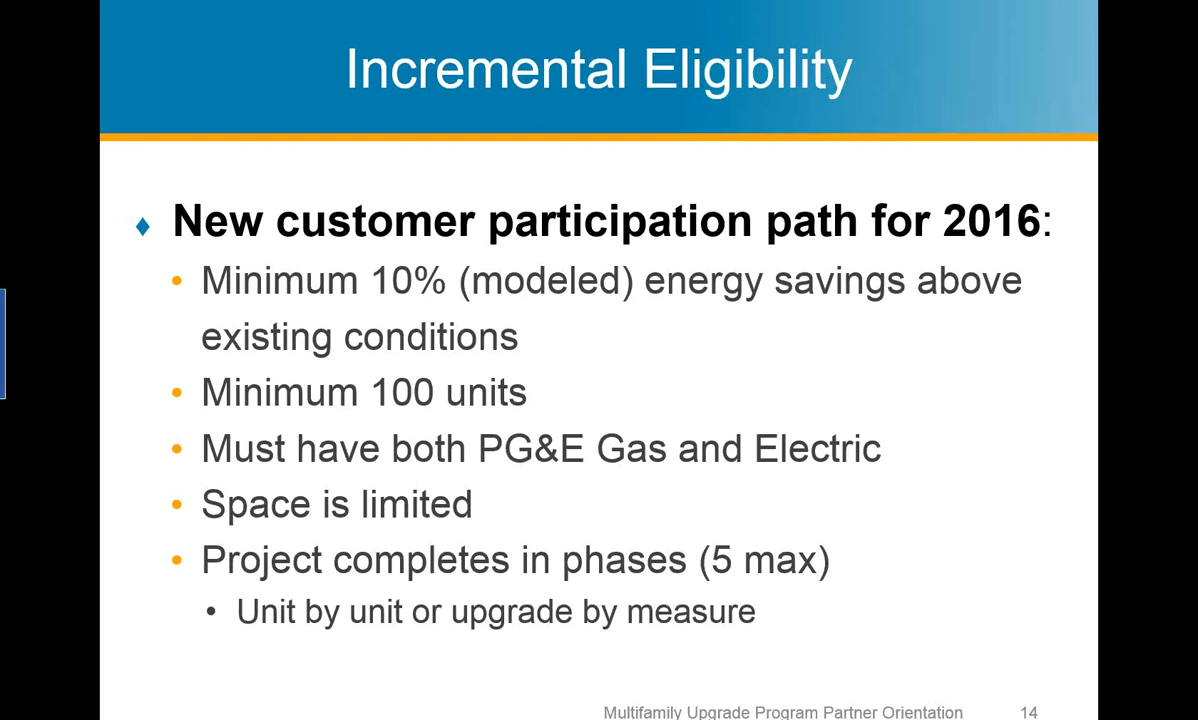 Incremental Eligibility
♦ New customer participation path for 2016:
• Minimum 10% (modeled) energy savings above
existing conditions
• Minimum 100 units
• Must have both PG&E Gas and Electric
• Space is limited
• Project completes in phases (5 max)
• Unit by unit or upgrade by measure
Multifamily Upgrade Program Partner Orientation 14